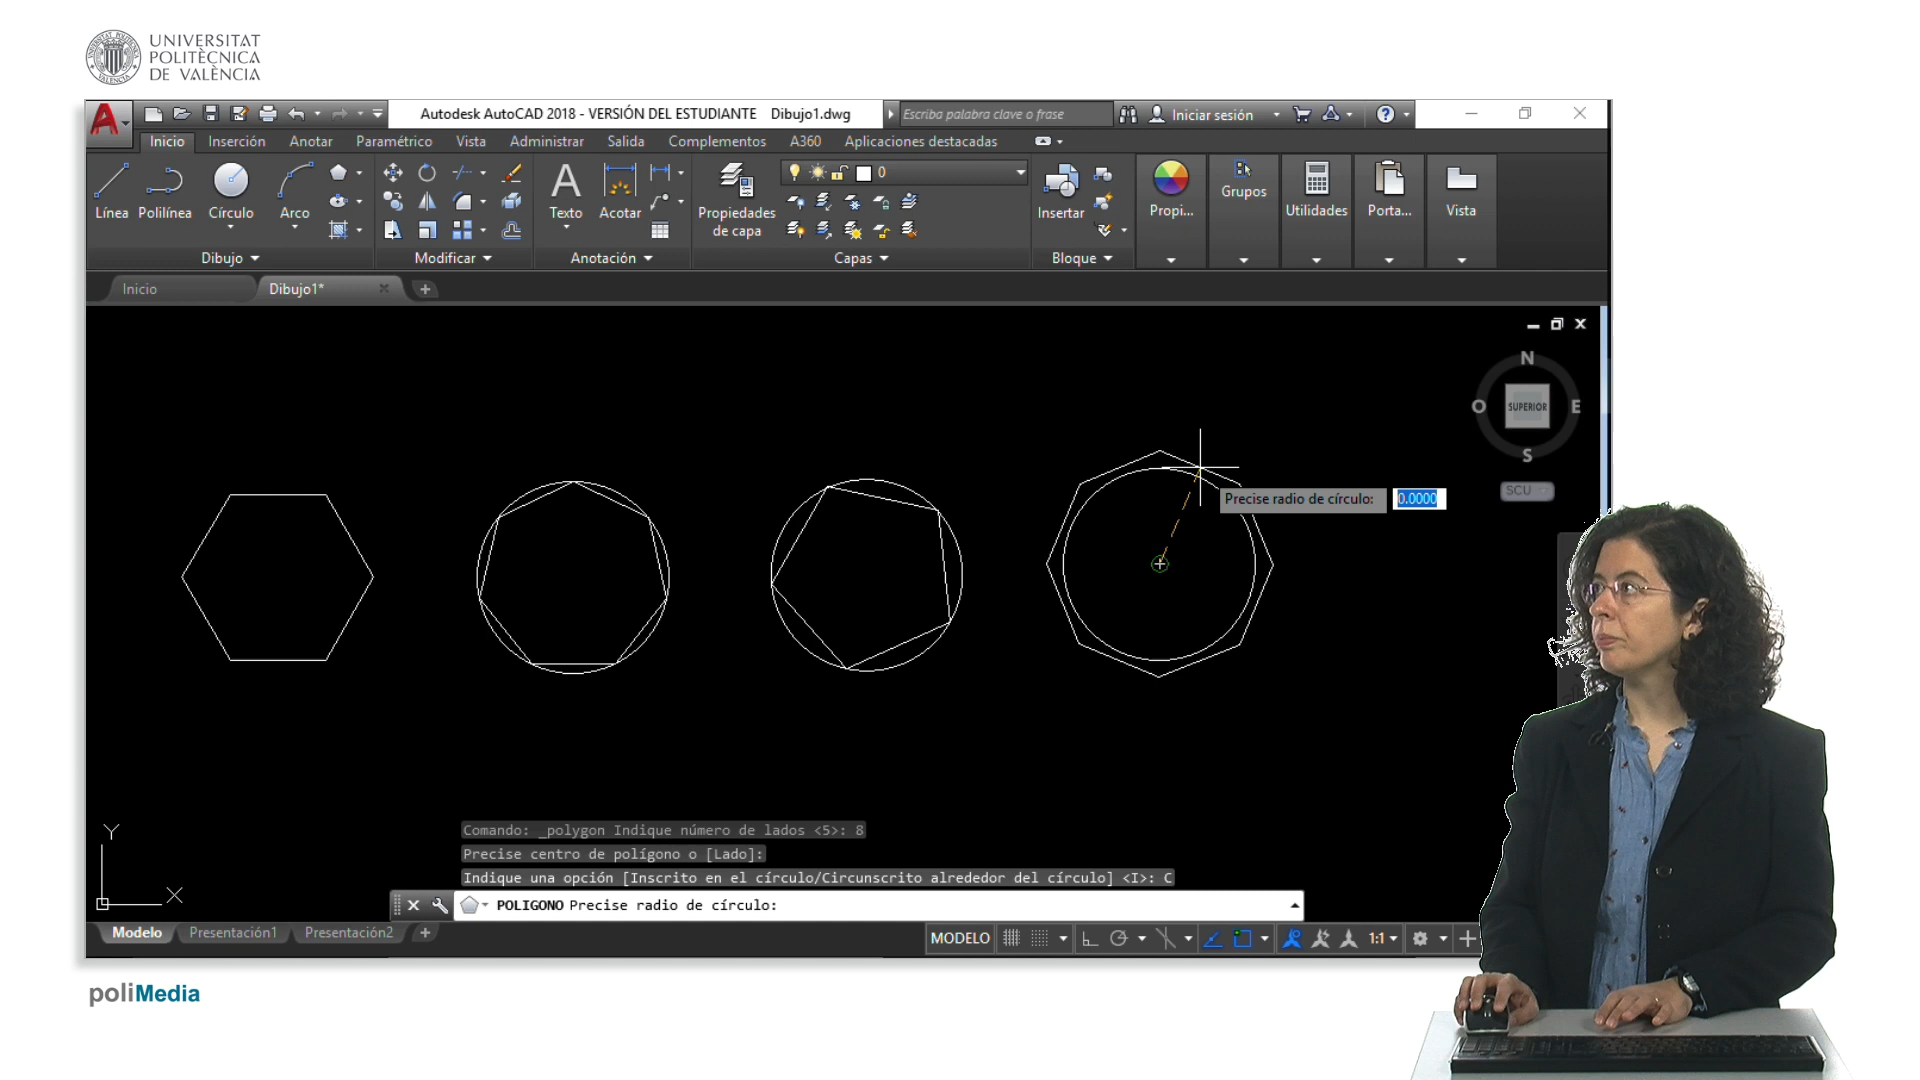 UNIVERSITAT
POLITÈCNICA
DE VALÈNCIA
Autodesk AutoCAD 2018 - VERSIÓN DEL ESTUDIANTE Dibujo1.dwg
Escriba palabra clave o frase
Iniciar sesión
Inicio Inserción Anotar Paramétrico Vista Administrar Salida Complementos A360 Aplicaciones destacadas
0
Línea Polilínea Círculo Arco
Texto Acotar
Propiedades
de capa
Insertar
Propi...
Grupos
Utilidades
Porta...
Vista
Dibujo Modificar Anotación Capas Bloque
Inicio Dibujo1*
N
O SUPERIOR E
S
SCU
Precise radio de círculo: 0.0000
Y
X
Comando: _polygon Indique número de lados <5>: 8
Precise centro de polígono o [Lado]:
Indique una opción [Inscrito en el círculo/Circunscrito alrededor del círculo] <I>: C
POLIGONO Precise radio de círculo:
Modelo Presentación1 Presentación2
MODELO 1:1
poliMedia